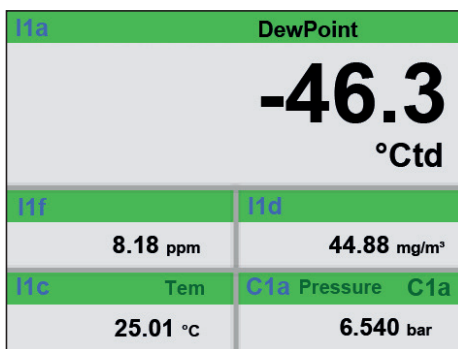 I1a DewPoint
-46.3
°Ctd
I1f I1d
8.18 ppm 44.88 mg/m³
I1c Tem C1a Pressure C1a
25.01 °C 6.540 bar